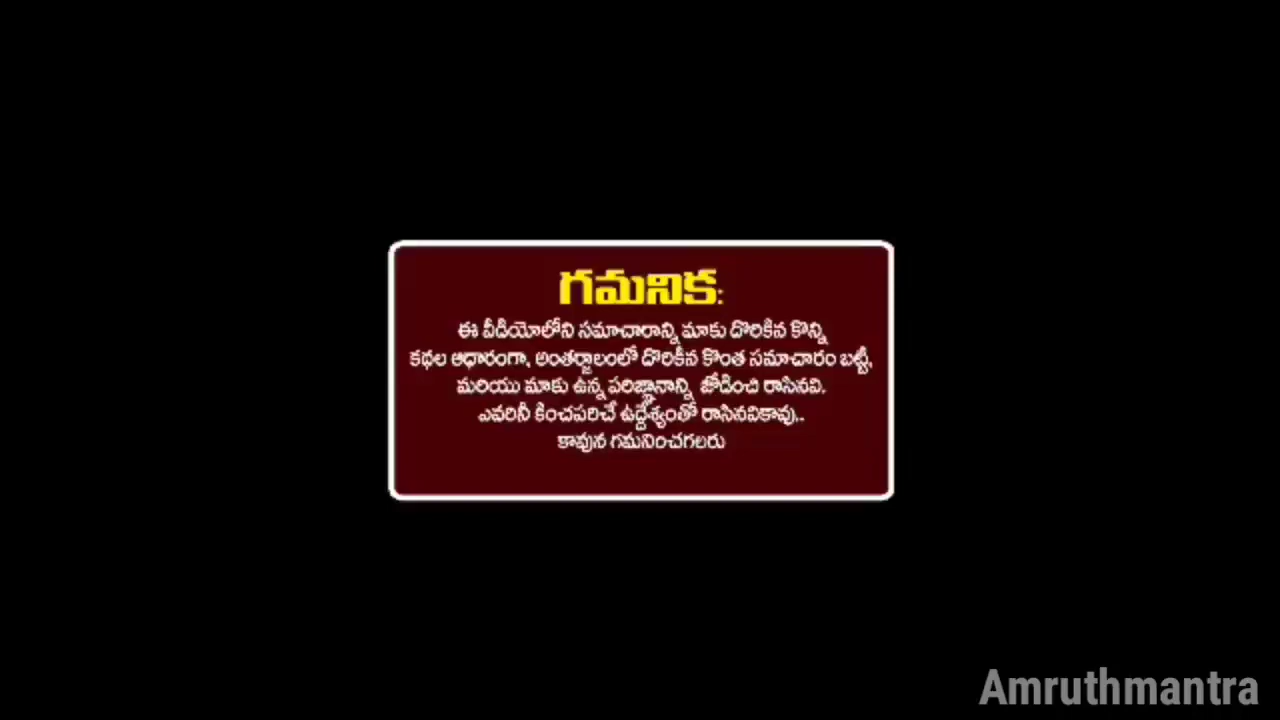 గమనిక:
ఈ వీడియోలోని సమాచారాన్ని మాకు దొరికిన కొన్ని
కథల ఆధారంగా, అంతర్జాలంలో దొరికిన కొంత సమాచారం బట్టీ,
మరియు మాకు ఉన్న పరిజ్ఞానాన్ని జోడించి రాసినవి.
ఎవరినీ కించపరిచే ఉద్దేశ్యంతో రాసినవికావు..
కావున గమనించగలరు
Amruthmantra